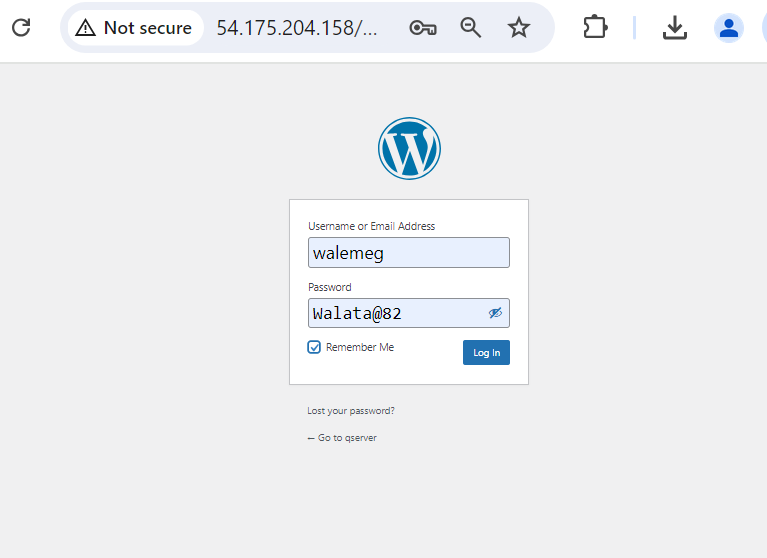 Not secure 54.175.204.158/...
Username or Email Address
walemeg
Password
Walata@82
Remember Me
Log In
Lost your password?
← Go to qserver